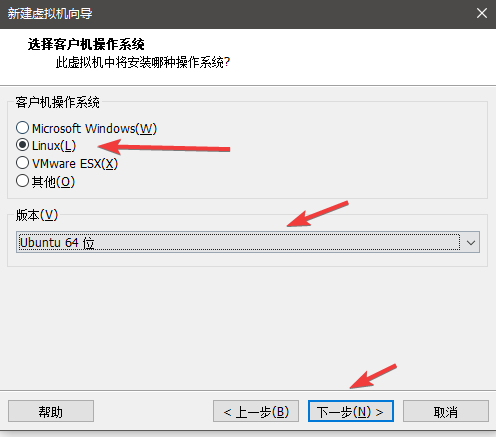 新建虚拟机向导
选择客户机操作系统
此虚拟机中将安装哪种操作系统?
客户机操作系统
Microsoft Windows(W)
Linux(L)
VMware ESX(X)
其他(O)
版本(V)
Ubuntu 64 位
帮助
< 上一步(B)
下一步(N) >
取消